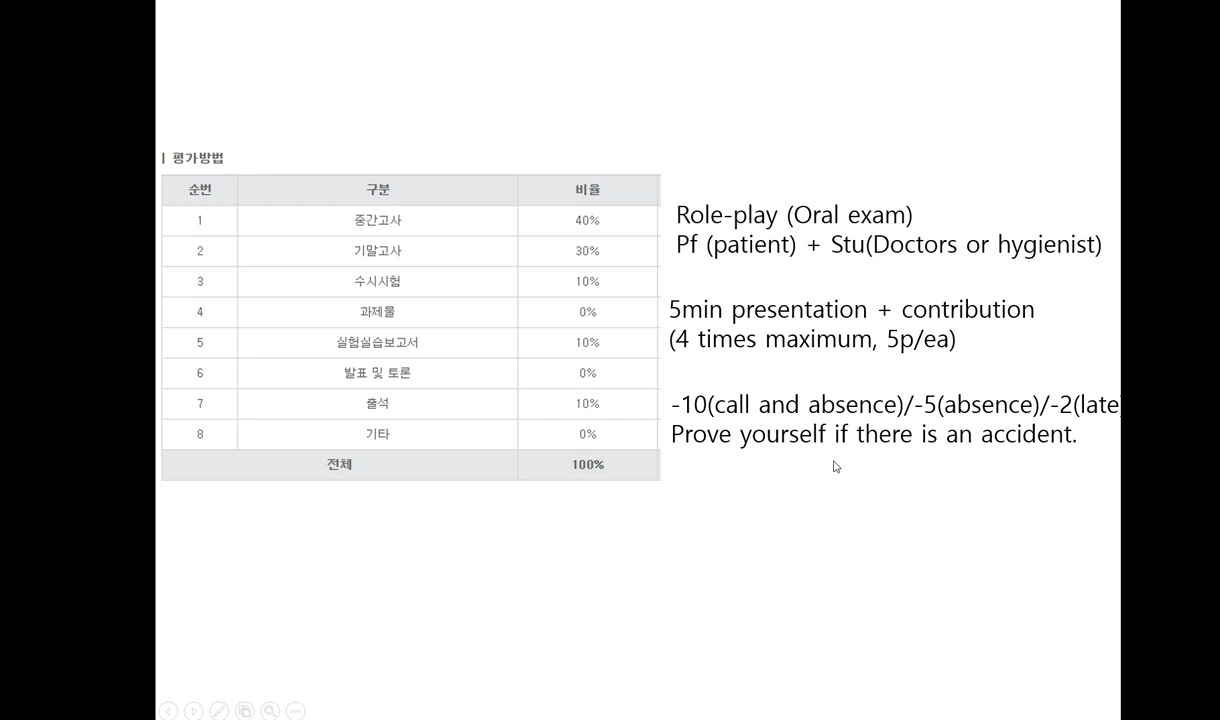 | 평가방법
순번 구분 비율
1 중간고사 40%
2 기말고사 30%
3 수시시험 10%
4 과제물 0%
5 실험실습보고서 10%
6 발표 및 토론 0%
7 출석 10%
8 기타 0%
전체 100%
Role-play (Oral exam)
Pf (patient) + Stu(Doctors or hygienist)
5min presentation + contribution
(4 times maximum, 5p/ea)
-10(call and absence)/-5(absence)/-2(late)
Prove yourself if there is an accident.